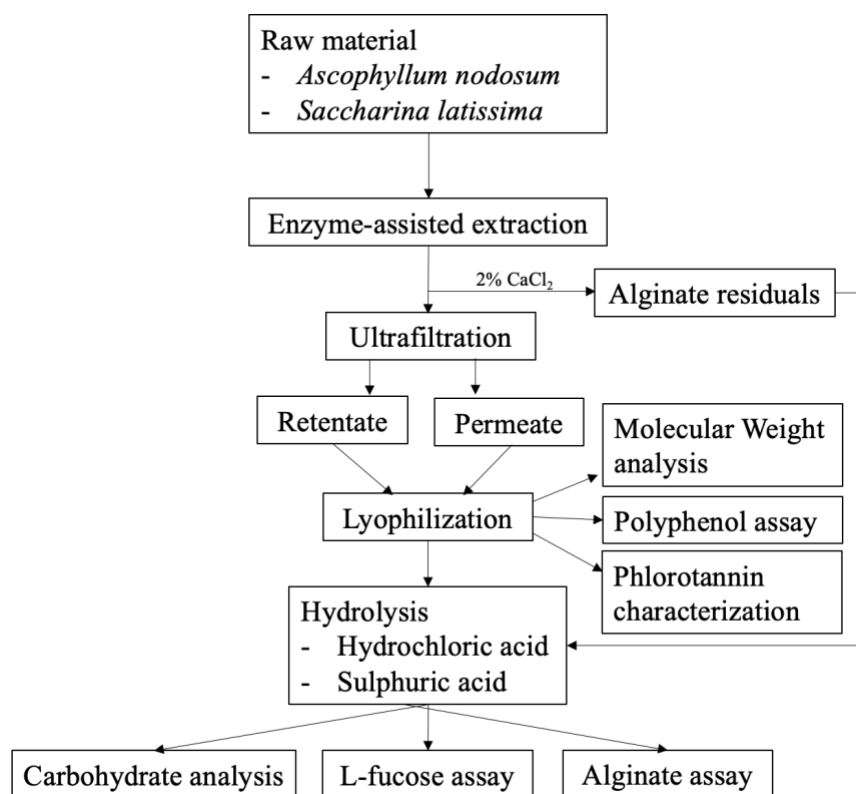 Raw material
- Ascophyllum nodosum
- Saccharina latissima
Enzyme-assisted extraction
2% CaCl₂
Alginate residuals
Ultrafiltration
Retentate
Permeate
Molecular Weight
analysis
Lyophilization
Polyphenol assay
Phlorotannin
characterization
Hydrolysis
- Hydrochloric acid
- Sulphuric acid
Carbohydrate analysis
L-fucose assay
Alginate assay